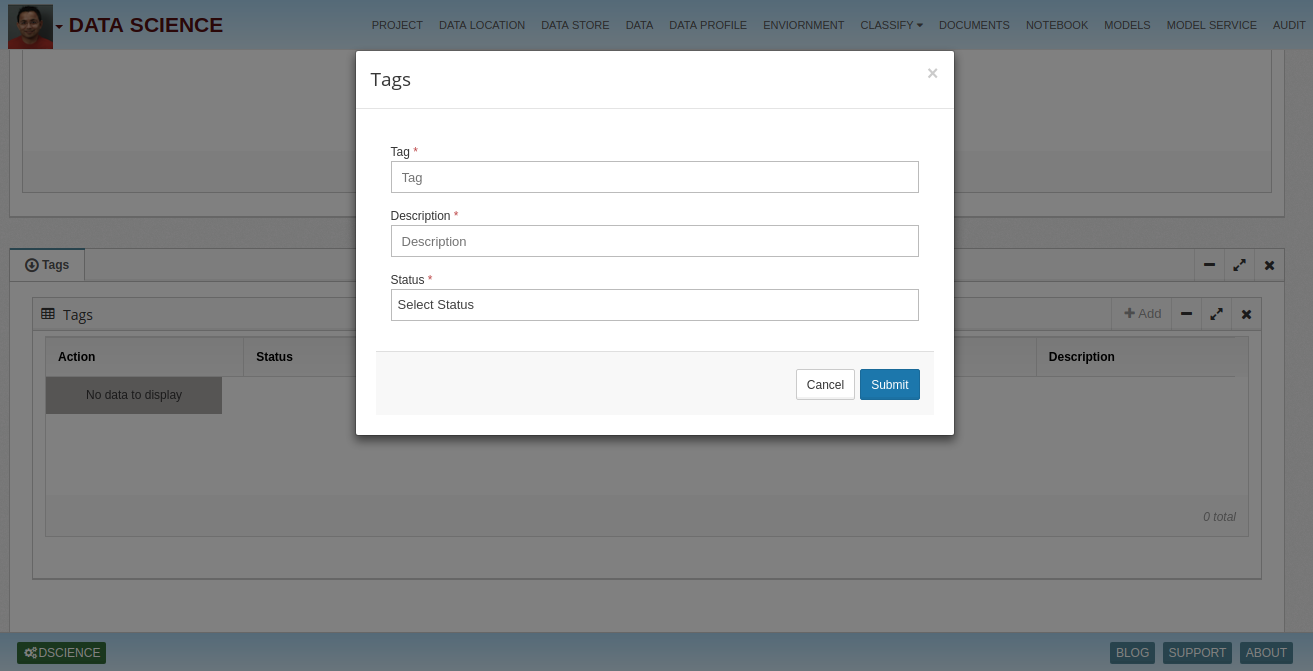 DATA SCIENCE
PROJECT DATA LOCATION DATA STORE DATA DATA PROFILE ENVIORNMENT CLASSIFY DOCUMENTS NOTEBOOK MODELS MODEL SERVICE AUDIT
Tags ×
Tag *
Tag
Description *
Description
Status *
Select Status
Cancel Submit
Tags
Tags
Add
Action Status Description
No data to display
0 total
DSCIENCE
BLOG SUPPORT ABOUT